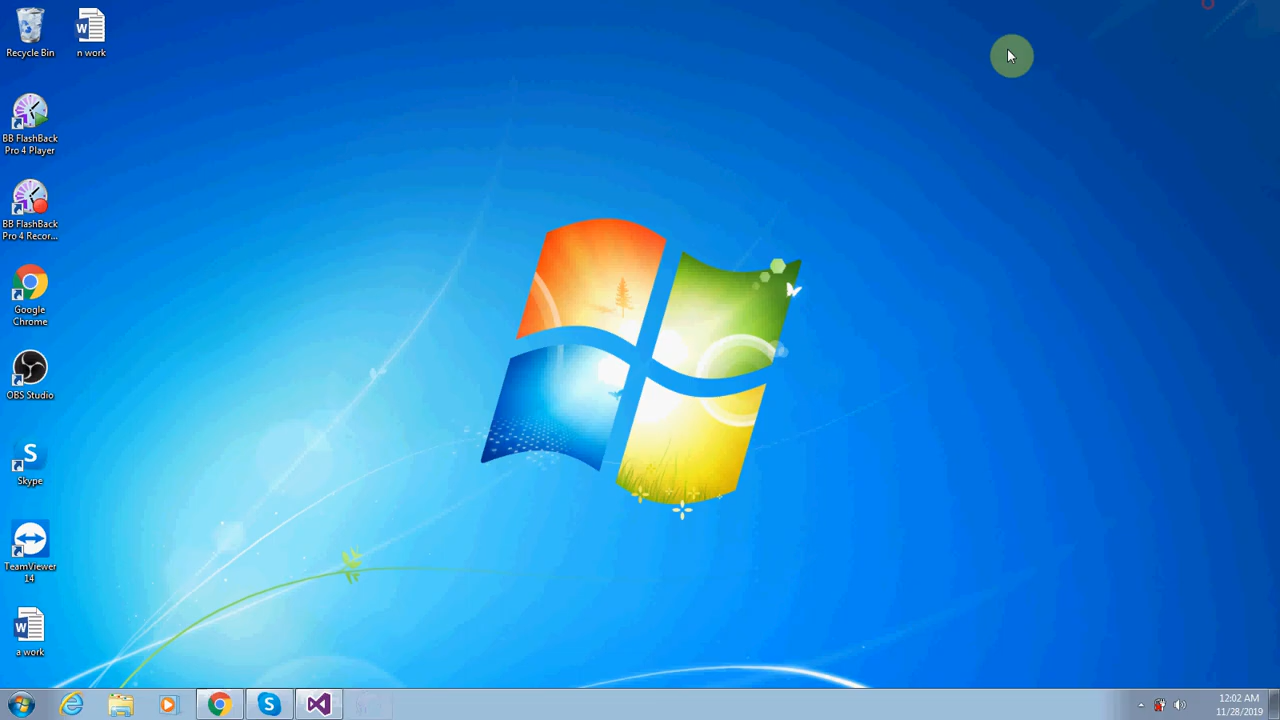 Recycle Bin
n work
BB FlashBack
Pro 4 Player
BB FlashBack
Pro 4 Recor...
Google
Chrome
OBS Studio
Skype
TeamViewer
14
a work
12:02 AM
11/28/2019